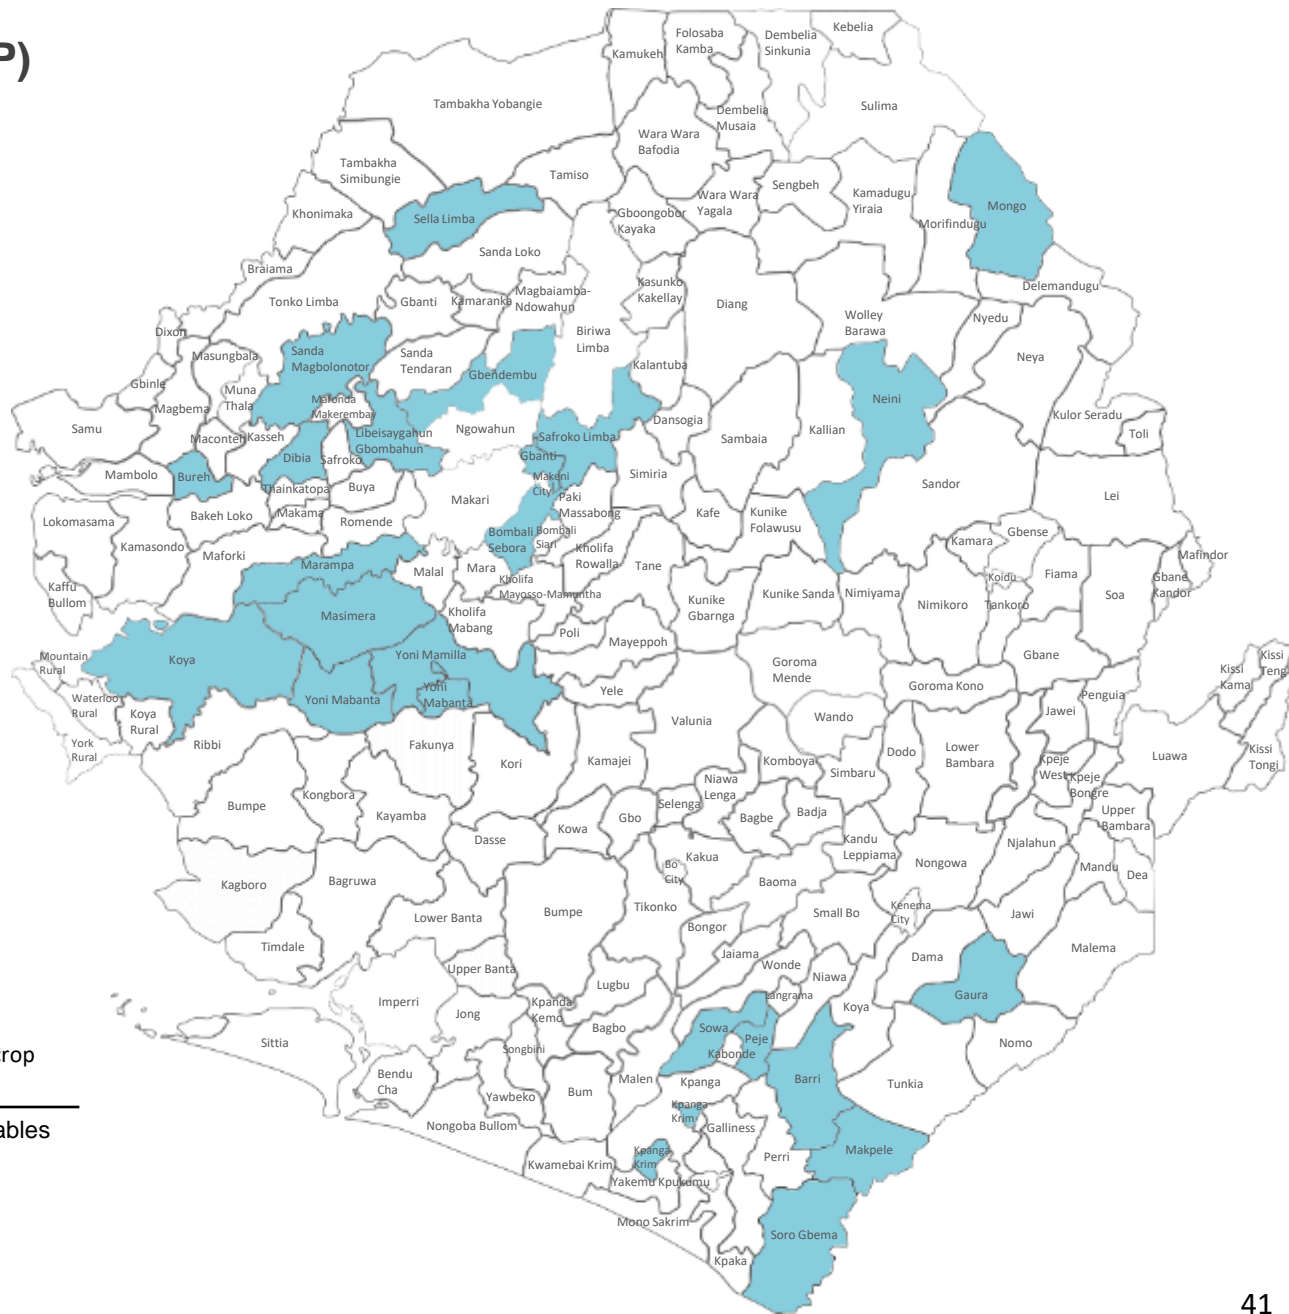 P)
Kebelia
Folosaba
Kamba
Dembelia
Sinkunia
Kamukeh
Tambakha Yobangie
Sulima
Dembelia
Musaia
Wara Wara
Bafodia
Tambakha
Simibungie
Tamiso
Sengbeh
Kamadugu
Yiraia
Wara Wara
Yagala
Mongo
Khonimaka
Sella Limba
Gboongobor
Kayaka
Morifindugu
Sanda Loko
Braiama
Kasunko
Kakellay
Delemandugu
Tonko Limba
Gbanti
Kamaranka
Magbaiamba-
Ndowahun
Diang
Wolley
Barawa
Nyedu
Dixon
Biriwa
Limba
Masungbala
Sanda
Magbolonotor
Sanda
Tendaran
Neya
Kalantuba
Gbinle
Muna
Thala
Gbendembu
Mafonda
Makerembay
Neini
Magbema
Samu
Dansogia
Kulor Seradu
Toli
Maconteh
Kasseh
Libeisaygahun
Gbombahun
Ngowahun
Safroko Limba
Sambaia
Kallian
Mambolo
Bureh
Dibia
Safroko
Gbanti
Makeni
City
Simiria
Sandor
Lei
Thainkatopa
Buya
Makari
Paki
Massabong
Lokomasama
Bakeh Loko
Makama
Romende
Kafe
Kunike
Folawusu
Kamasondo
Maforki
Bombali
Sebora
Bombali
Siari
Kamara
Gbense
Kholifa
Rowalla
Mafindor
Marampa
Malal
Mara
Tane
Kaffu
Bullom
Kholifa
Mayosso-Mamuntha
Koidu
Fiama
Gbane
Kandor
Kunike
Gbarnga
Kunike Sanda
Nimiyama
Nimikoro
Tankoro
Soa
Masimera
Kholifa
Mabang
Poli
Mayeppoh
Mountain
Rural
Koya
Yoni Mamilla
Goroma
Mende
Gbane
Kissi
Kama
Kissi
Teng
Yoni
Mabanta
Yele
Goroma Kono
Waterloo
Rural
Yoni Mabanta
Penguia
Koya
Rural
Valunia
Wando
Jawei
York
Rural
Ribbi
Fakunya
Kori
Kamajei
Dodo
Lower
Bambara
Luawa
Kissi
Tongi
Komboya
Simbaru
Kpeje
West
Kpeje
Bongre
Bumpe
Kongbora
Niawa
Lenga
Selenga
Kayamba
Gbo
Bagbe
Badja
Upper
Bambara
Dasse
Kowa
Kandu
Leppiama
Njalahun
Kakua
Bo
City
Nongowa
Mandu
Dea
Kagboro
Bagruwa
Baoma
Tikonko
Kenema
City
Lower Banta
Bumpe
Small Bo
Jawi
Bongor
Timdale
Malema
Jaiama
Dama
Wonde
Upper Banta
Niawa
Lugbu
Langrama
Gaura
Imperri
Kpanda
Kemo
Koya
Jong
Bagbo
Sowa
Peje
Sittia
Songbini
Kabonde
Nomo
crop
Bendu
Cha
Malen
Kpanga
Barri
Tunkia
Yawbeko
Bum
ables
Kpanga
Krim
Nongoba Bullom
Galliness
Kpanga
Krim
Perri
Makpele
Kwamebai Krim
Yakemu Kpukumu
Mono Sakrim
Soro Gbema
Kpaka
41